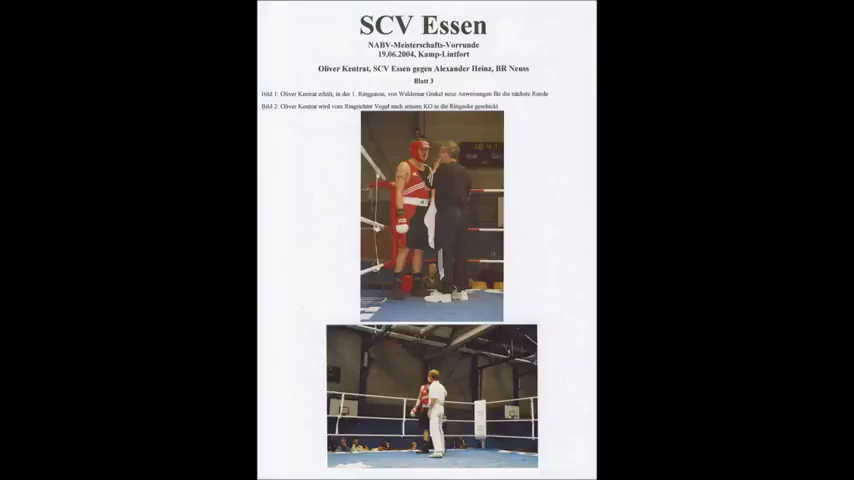 SCV Essen
NABV-Meisterschafts-Vorrunde
19.06.2004, Kamp-Lintfort
Oliver Kentrat, SCV Essen gegen Alexander Heinz, BR Neuss
Blatt 3
Bild 1: Oliver Kentrat erhält, in der 1. Ringpause, von Waldemar Ginkel neue Anweisungen für die nächste Runde
Bild 2: Oliver Kentrat wird vom Ringrichter Vogel nach seinem KO in die Ringecke geschickt